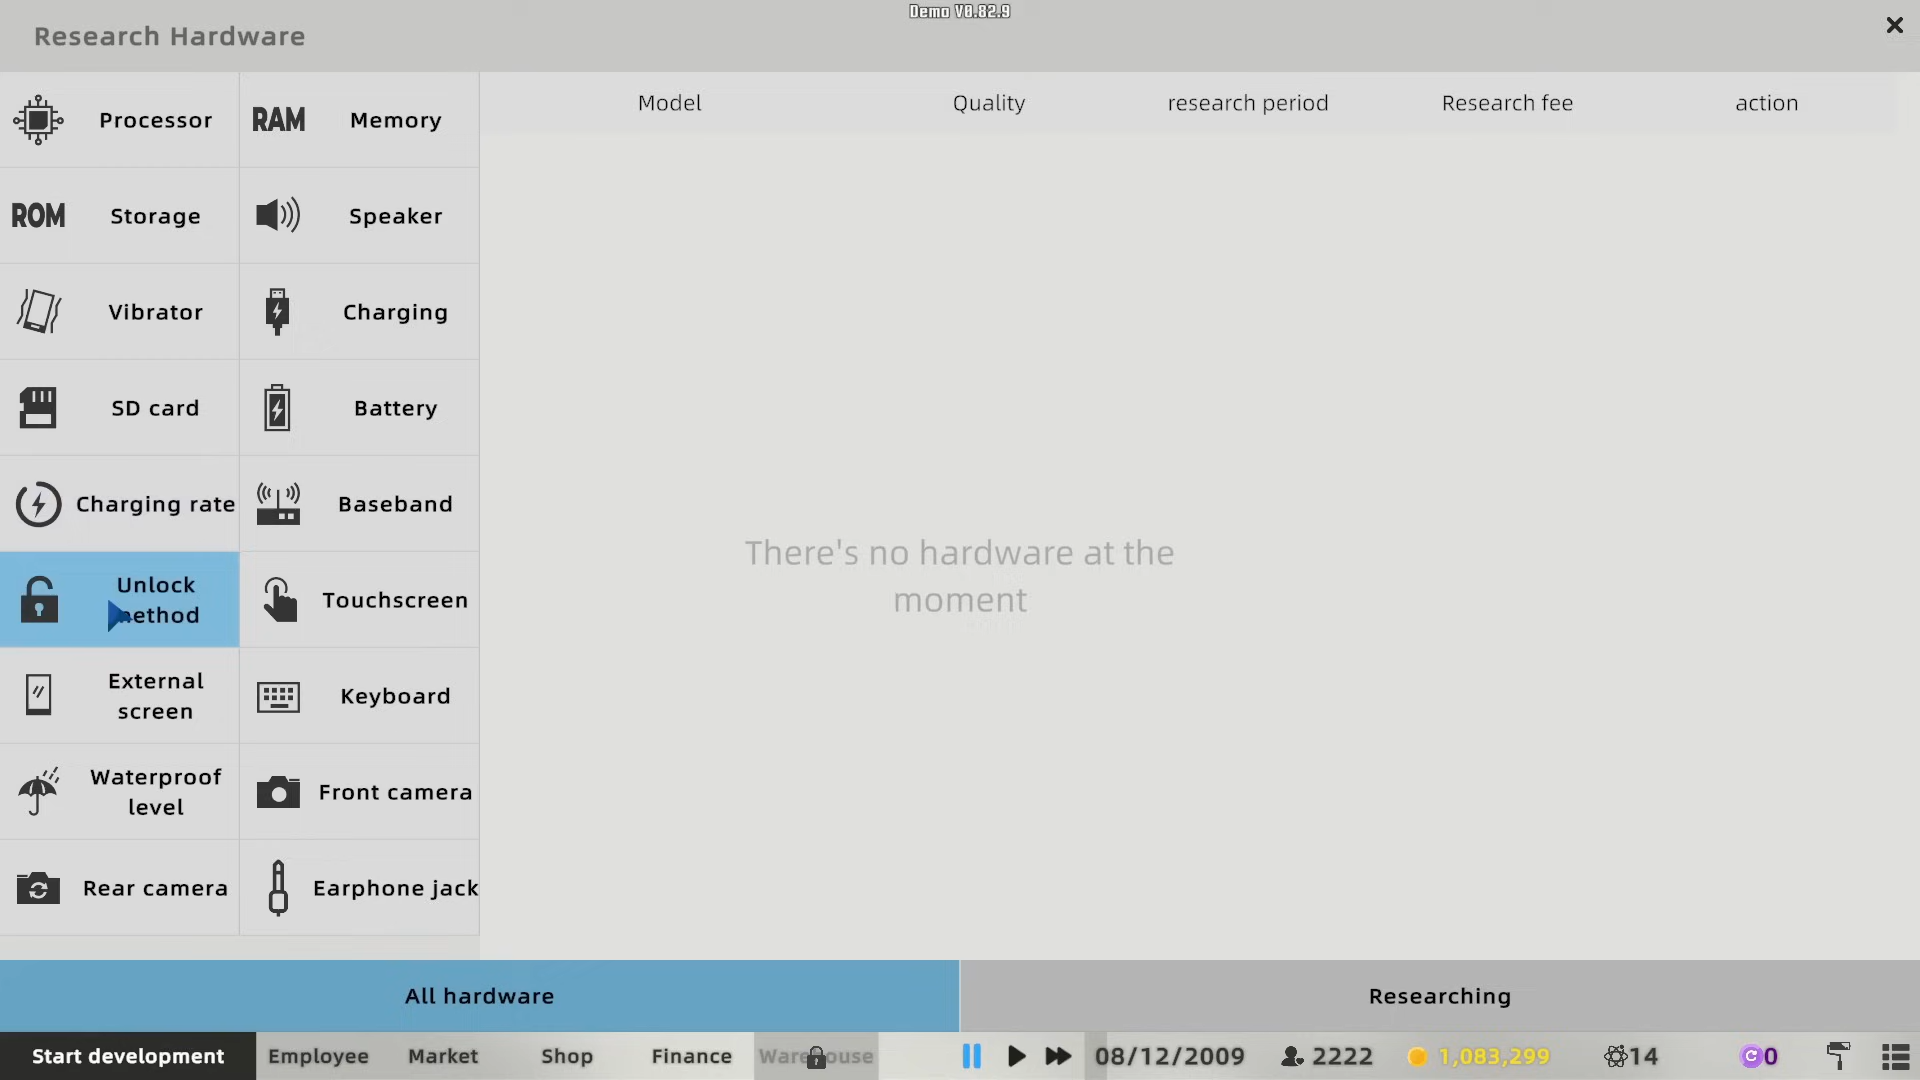 Demo V0.82.9
Research Hardware
Processor
RAM Memory
ROM Storage
Speaker
Vibrator
Charging
SD card
Battery
Charging rate
Baseband
Unlock
method
Touchscreen
External
screen
Keyboard
Waterproof
level
Front camera
Rear camera
Earphone jack
Model Quality research period Research fee action
There's no hardware at the
moment
All hardware
Researching
Start development Employee Market Shop Finance Warehouse 08/12/2009 2222 1,083,299 14 0